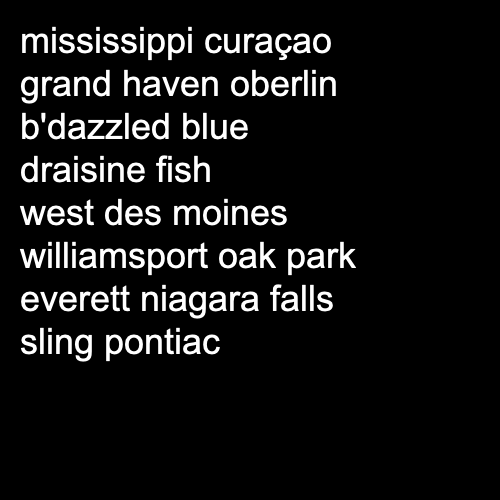 mississippi curaçao
grand haven oberlin
b'dazzled blue
draisine fish
west des moines
williamsport oak park
everett niagara falls
sling pontiac